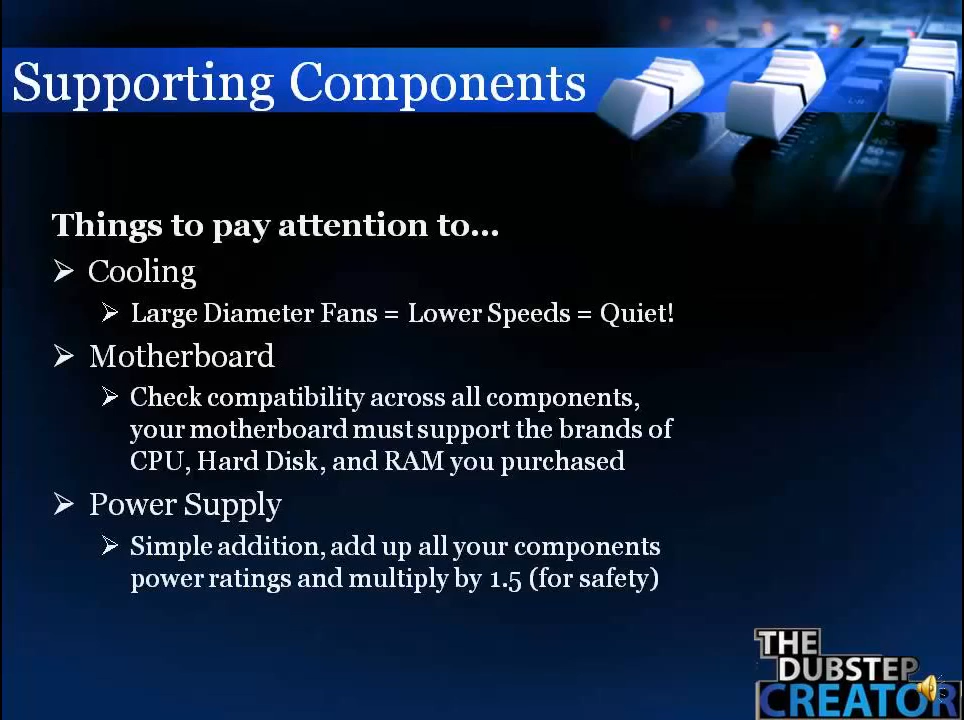 Supporting Components
Things to pay attention to...
Cooling
Large Diameter Fans = Lower Speeds = Quiet!
Motherboard
Check compatibility across all components,
your motherboard must support the brands of
CPU, Hard Disk, and RAM you purchased
Power Supply
Simple addition, add up all your components
power ratings and multiply by 1.5 (for safety)
THE
DUBSTEP
CREATOR